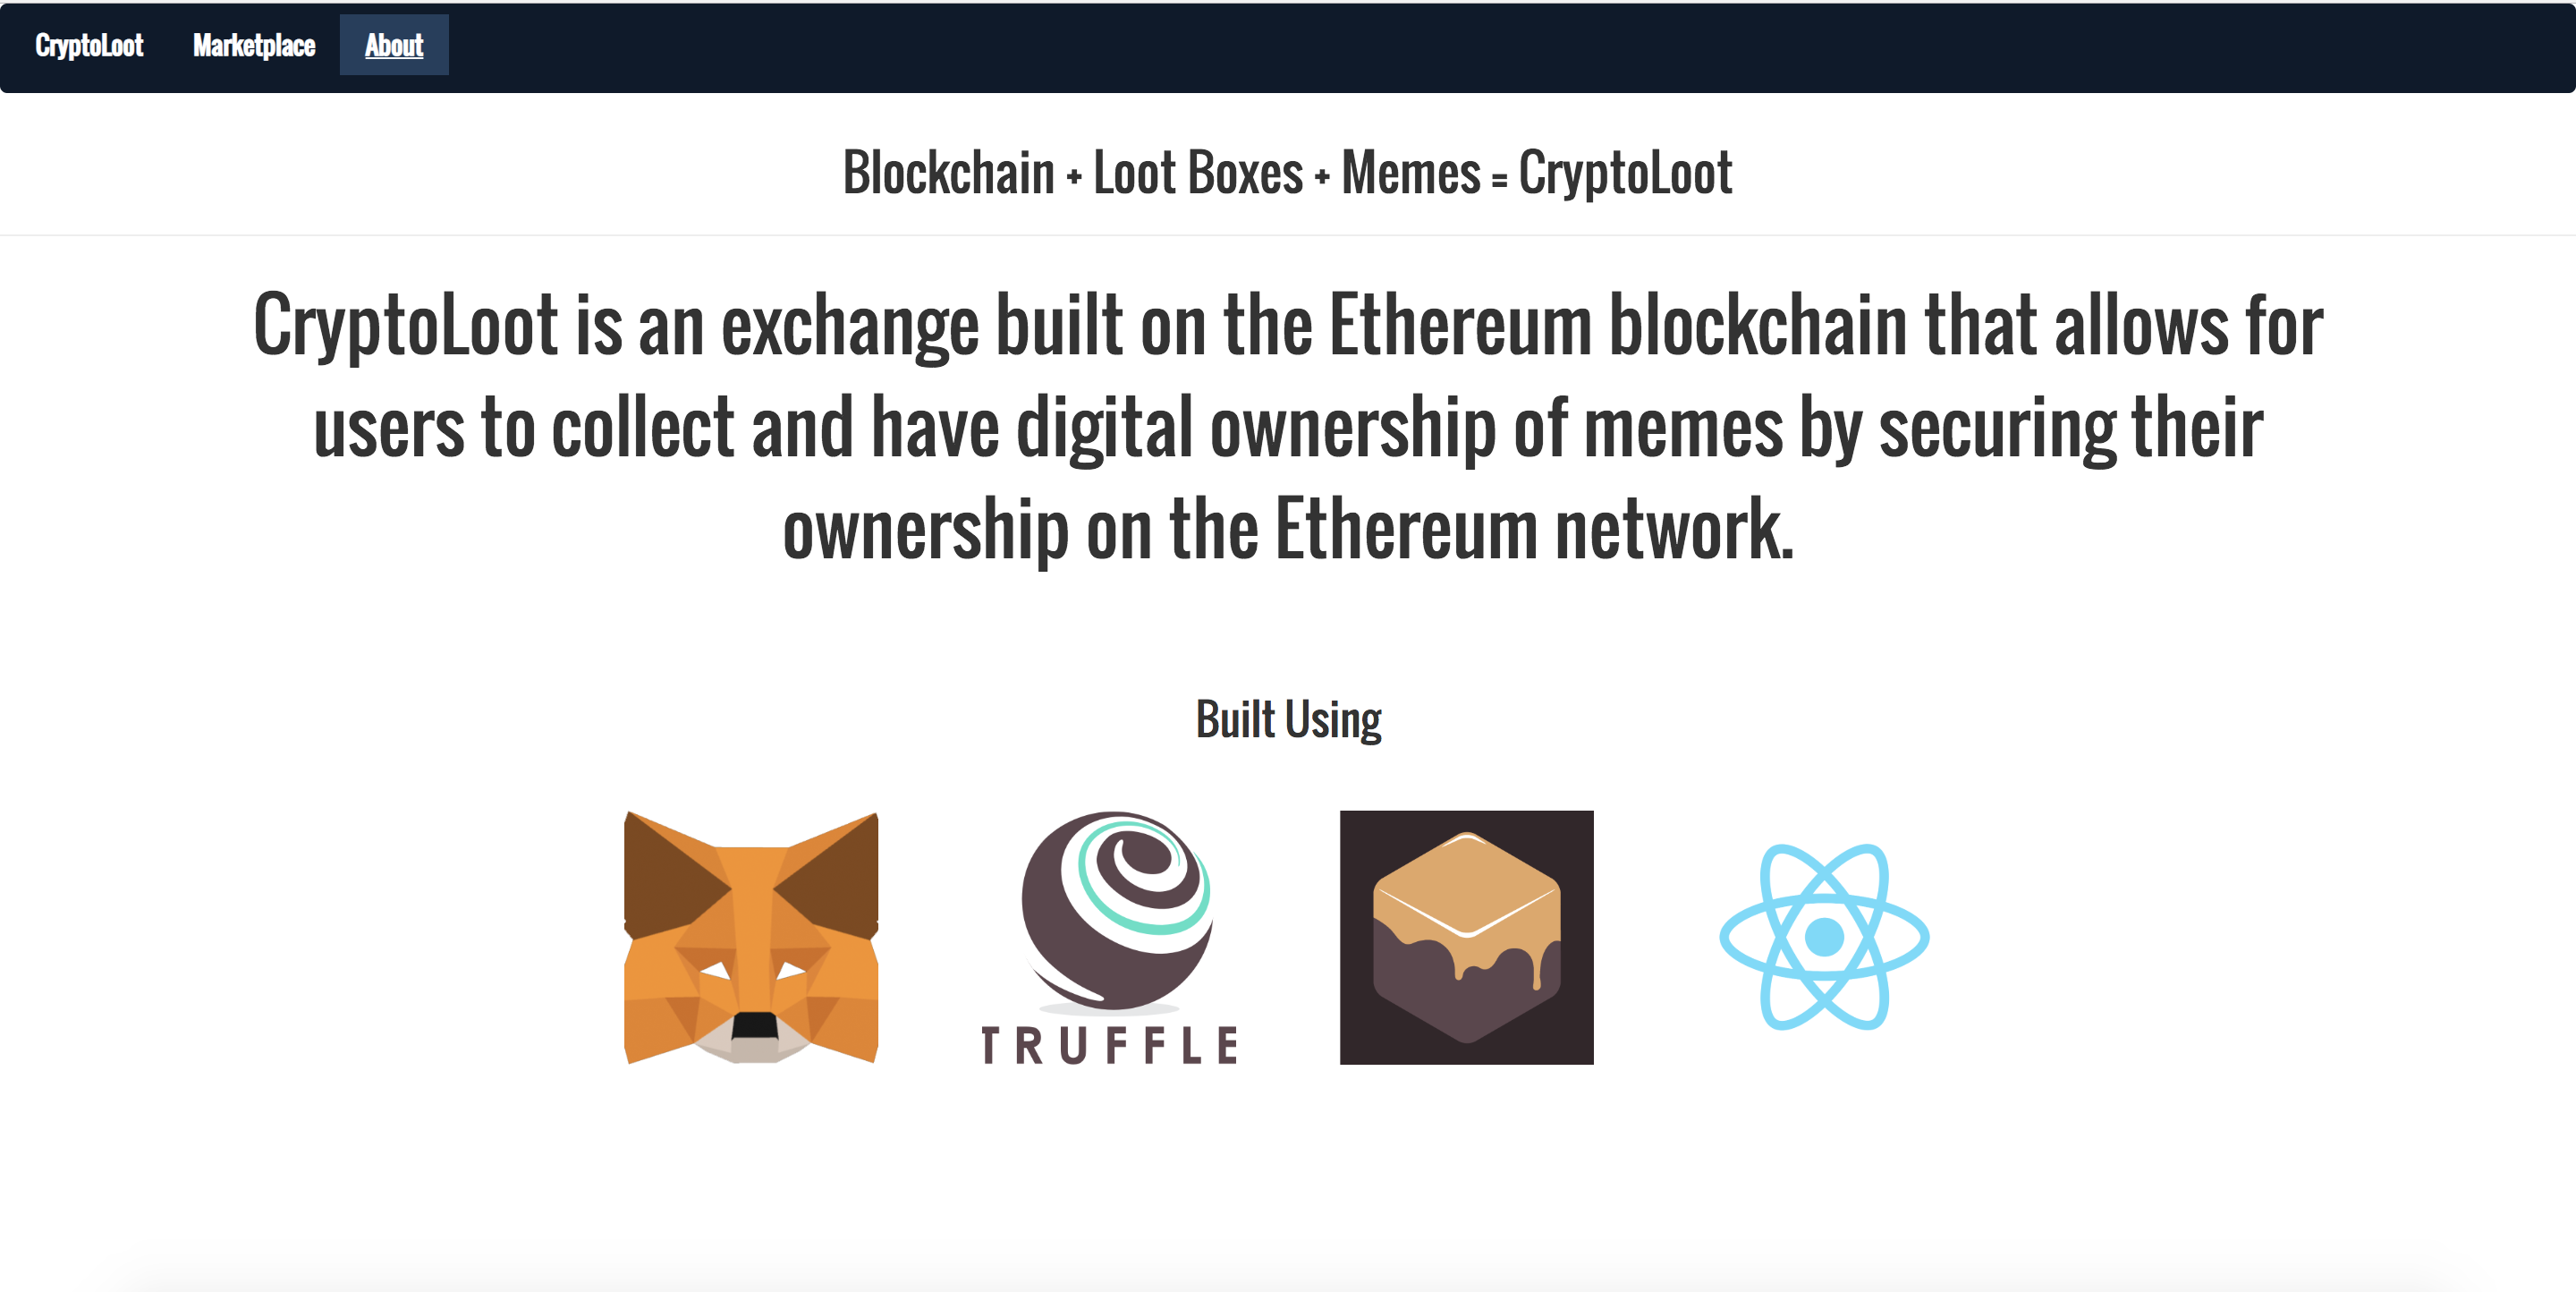 CryptoLoot Marketplace About
Blockchain + Loot Boxes + Memes = CryptoLoot
CryptoLoot is an exchange built on the Ethereum blockchain that allows for
users to collect and have digital ownership of memes by securing their
ownership on the Ethereum network.
Built Using
TRUFFLE